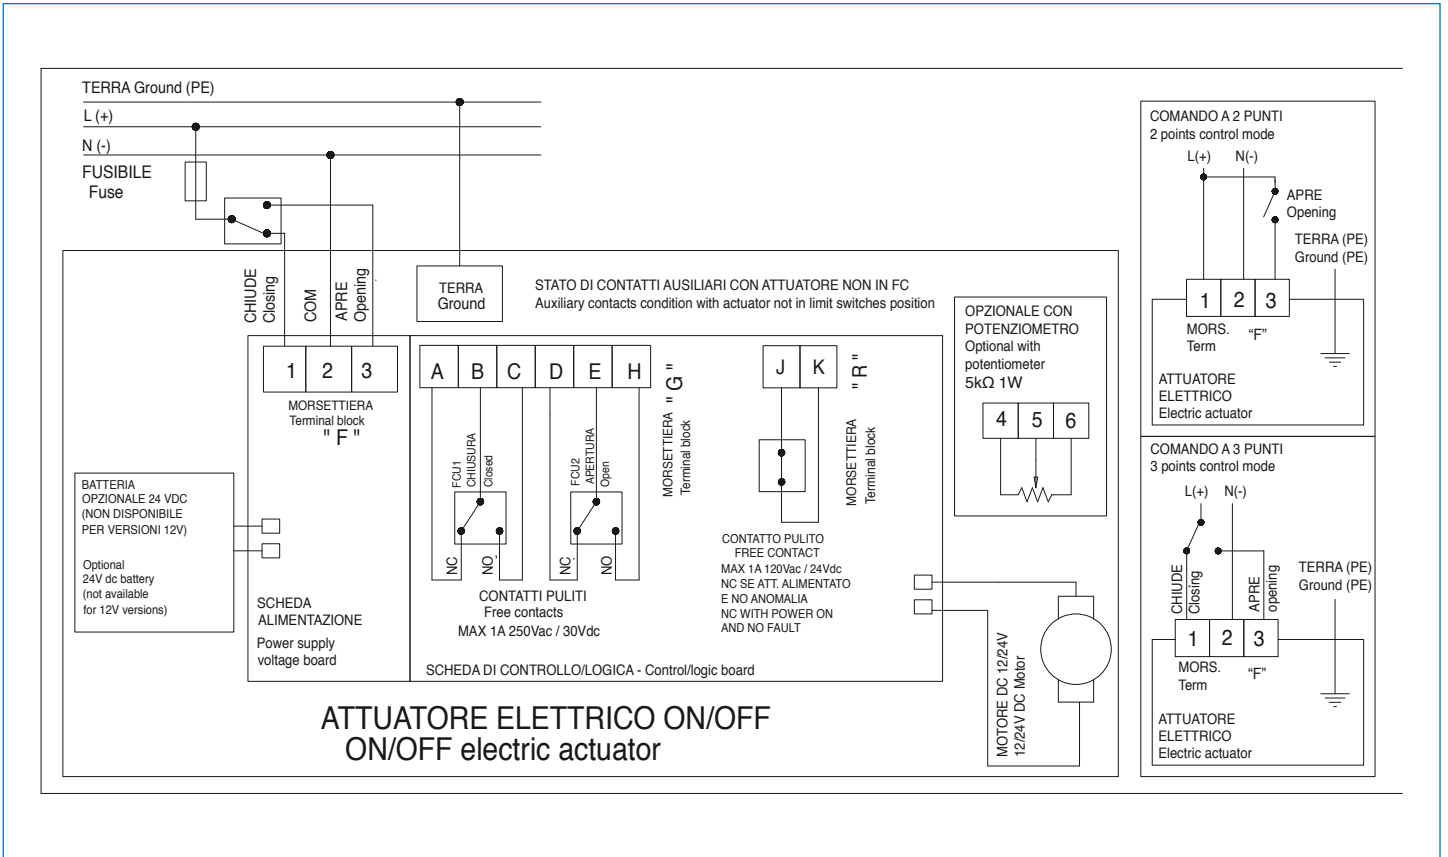 TERRA Ground (PE)
L (+)
N (-)
FUSIBILE
Fuse
CHIUDE
Closing
COM
APRE
Opening
TERRA
Ground
STATO DI CONTATTI AUSILIARI CON ATTUATORE NON IN FC
Auxiliary contacts condition with actuator not in limit switches position
1 2 3
MORSETTIERA
Terminal block
" F "
A B C D E H
MORSETTIERA " G "
Terminal block
FCU1
CHIUSURA
Closed
FCU2
APERTURA
Open
NC NO NC NO
CONTATTI PULITI
Free contacts
MAX 1A 250Vac / 30Vdc
J K
MORSETTIERA " R "
Terminal block
CONTATTO PULITO
FREE CONTACT
MAX 1A 120Vac / 24Vdc
NC SE ATT. ALIMENTATO
E NO ANOMALIA
NC WITH POWER ON
AND NO FAULT
OPZIONALE CON
POTENZIOMETRO
Optional with
potentiometer
5kΩ 1W
4 5 6
BATTERIA
OPZIONALE 24 VDC
(NON DISPONIBILE
PER VERSIONI 12V)
Optional
24V dc battery
(not available
for 12V versions)
SCHEDA
ALIMENTAZIONE
Power supply
voltage board
SCHEDA DI CONTROLLO/LOGICA - Control/logic board
MOTORE DC 12/24V
12/24V DC Motor
ATTUATORE ELETTRICO ON/OFF
ON/OFF electric actuator
COMANDO A 2 PUNTI
2 points control mode
L(+) N(-)
APRE
Opening
TERRA (PE)
Ground (PE)
1 2 3
MORS. "F"
Term
ATTUATORE
ELETTRICO
Electric actuator
COMANDO A 3 PUNTI
3 points control mode
L(+) N(-)
CHIUDE
Closing
APRE
opening
TERRA (PE)
Ground (PE)
1 2 3
MORS. "F"
Term
ATTUATORE
ELETTRICO
Electric actuator